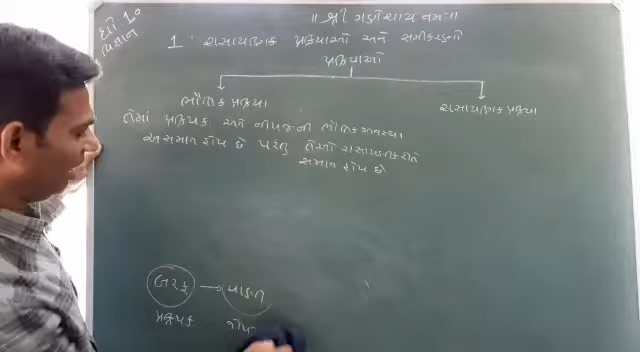 ॥ શ્રી ગણેશાય નમઃ॥
ધો. 10
વિજ્ઞાન
1. રાસાયણિક પ્રક્રિયાઓ અને સમીકરણો
પ્રક્રિયાઓ
ભૌતિક પ્રક્રિયા
રાસાયણિક પ્રક્રિયા
તેમાં પ્રક્રિયક અને નીપજની ભૌતિક અવસ્થા
અસમાન હોય છે પરંતુ તેઓ રાસાયણિક રીતે
સમાન હોય છે
બરફ → પાણી
પ્રક્રિયક